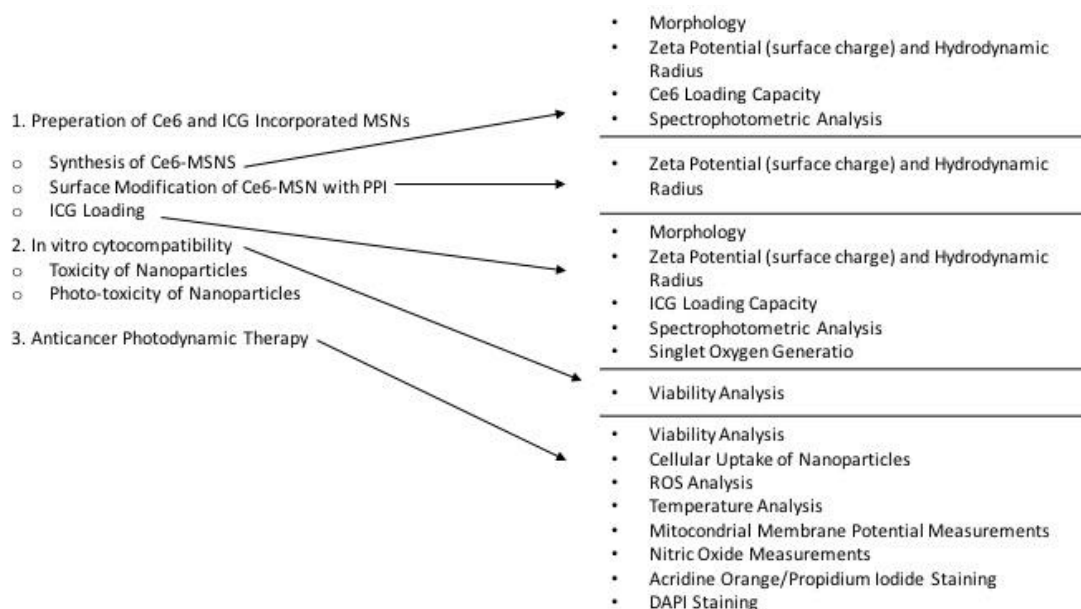 1. Preperation of Ce6 and ICG Incorporated MSNs
o Synthesis of Ce6-MSNS
o Surface Modification of Ce6-MSN with PPI
o ICG Loading
2. In vitro cytocompatibility
o Toxicity of Nanoparticles
o Photo-toxicity of Nanoparticles
3. Anticancer Photodynamic Therapy
• Morphology
• Zeta Potential (surface charge) and Hydrodynamic
Radius
• Ce6 Loading Capacity
• Spectrophotometric Analysis
• Zeta Potential (surface charge) and Hydrodynamic
Radius
• Morphology
• Zeta Potential (surface charge) and Hydrodynamic
Radius
• ICG Loading Capacity
• Spectrophotometric Analysis
• Singlet Oxygen Generatio
• Viability Analysis
• Viability Analysis
• Cellular Uptake of Nanoparticles
• ROS Analysis
• Temperature Analysis
• Mitocondrial Membrane Potential Measurements
• Nitric Oxide Measurements
• Acridine Orange/Propidium Iodide Staining
• DAPI Staining